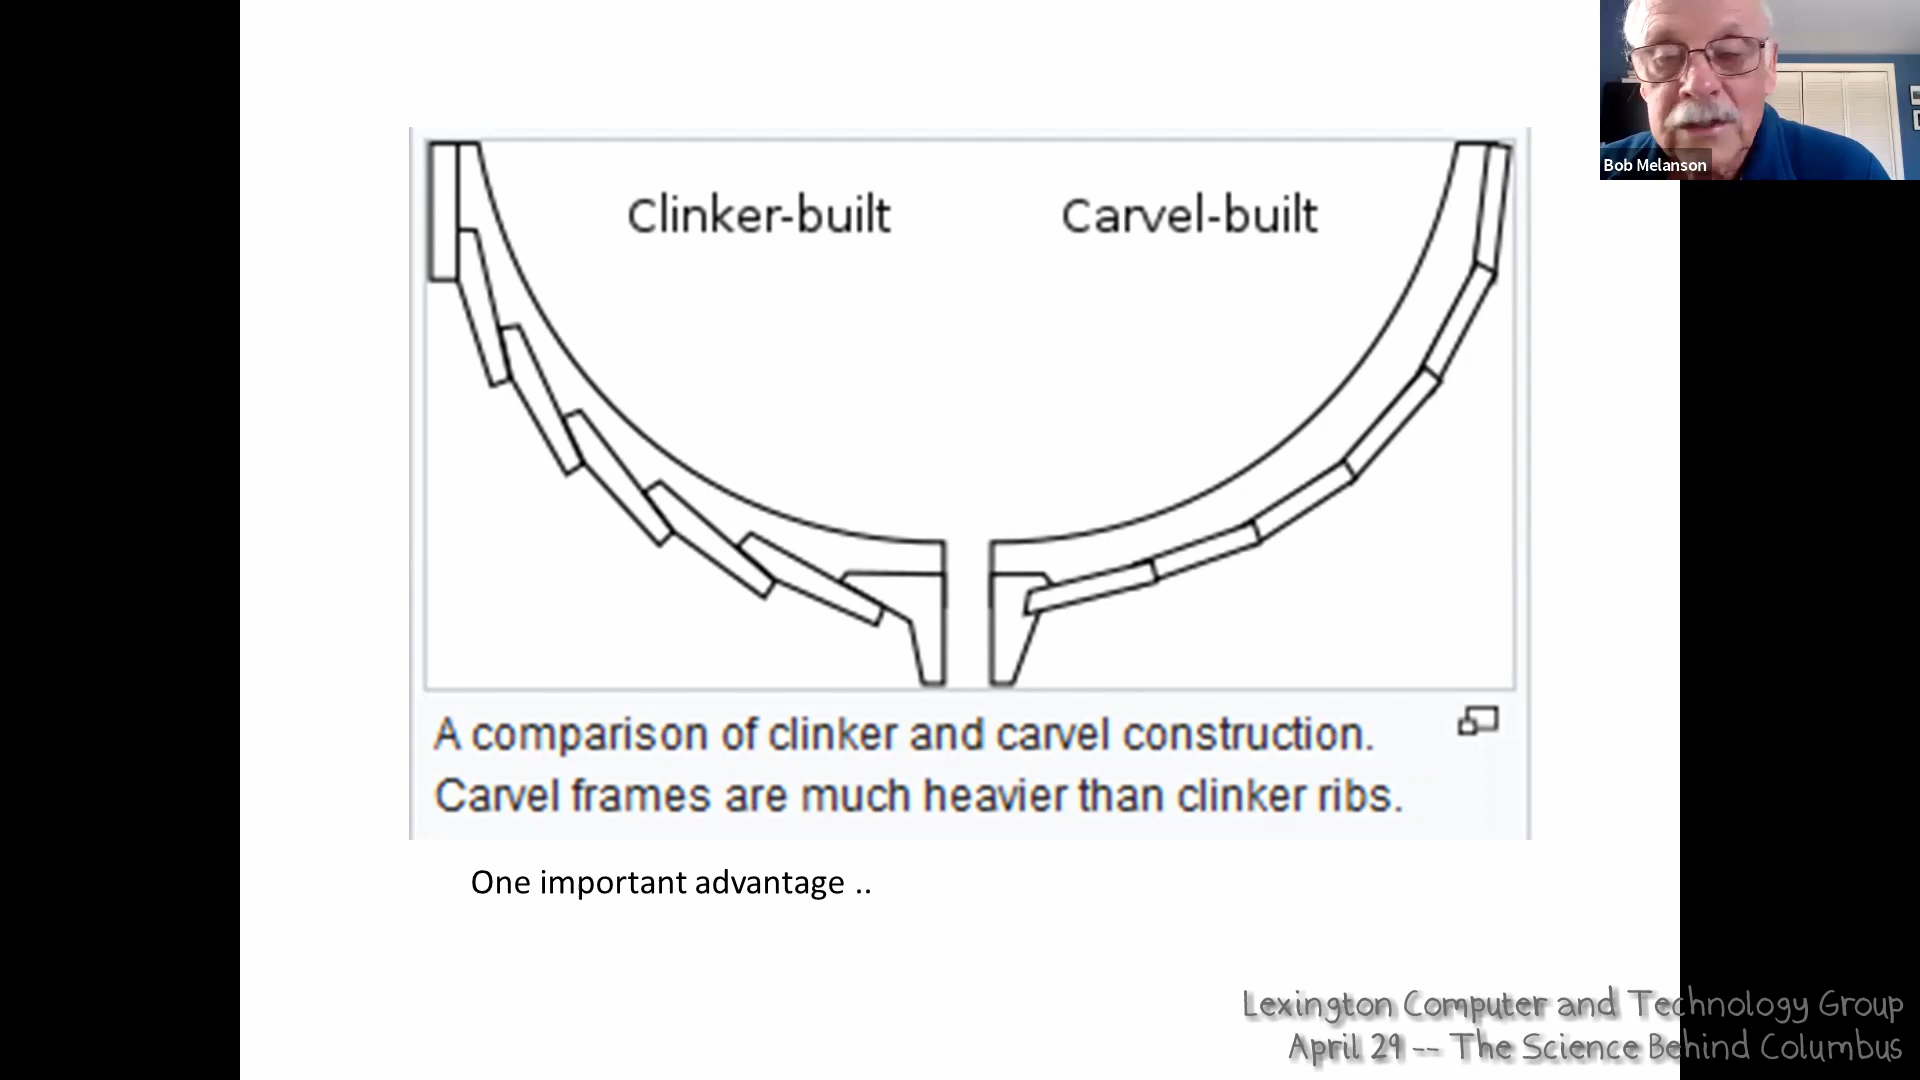 Bob Melanson
Clinker-built
Carvel-built
A comparison of clinker and carvel construction.
Carvel frames are much heavier than clinker ribs.
One important advantage ..
Lexington Computer and Technology Group
April 29 -- The Science Behind Columbus